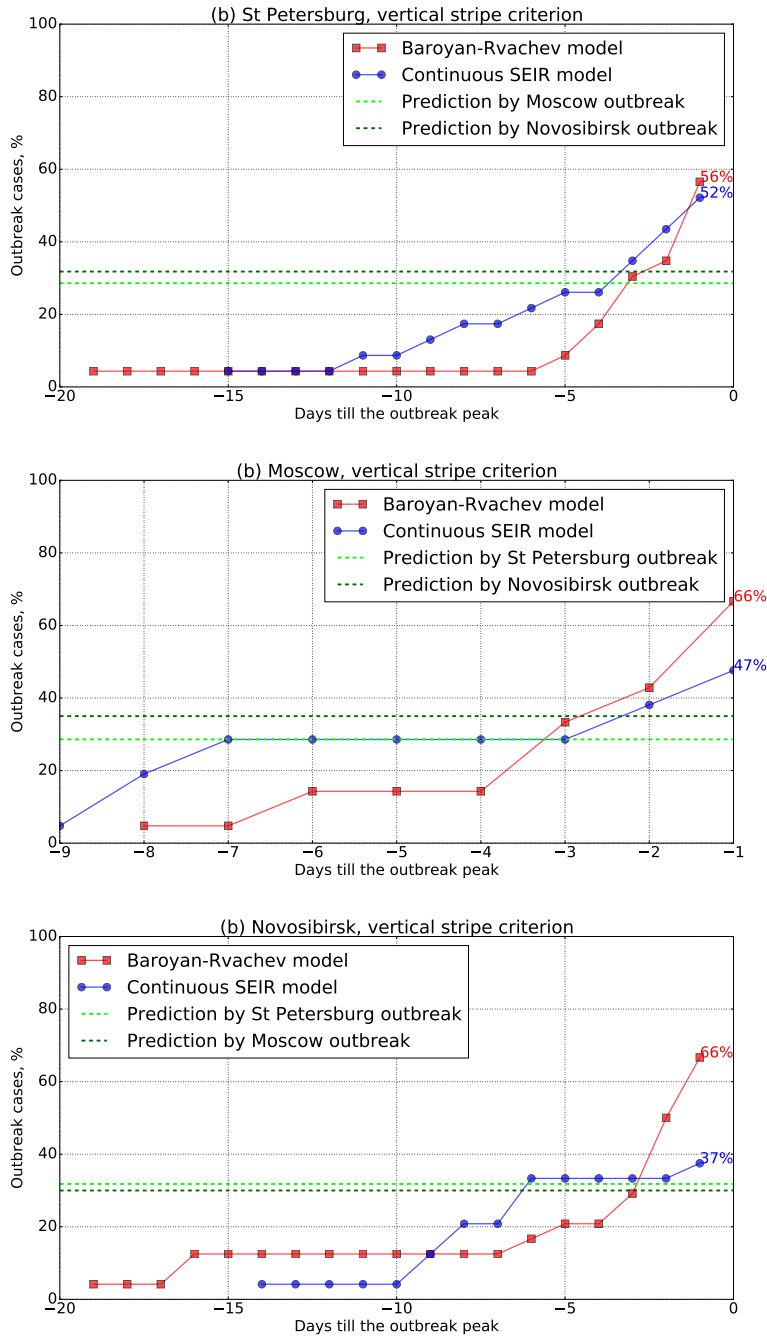 (b) St Petersburg, vertical stripe criterion
100
80
60
40
20
0
Outbreak cases, %
Baroyan-Rvachev model
Continuous SEIR model
Prediction by Moscow outbreak
Prediction by Novosibirsk outbreak
56%
52%
−20 −15 −10 −5 0
Days till the outbreak peak
(b) Moscow, vertical stripe criterion
100
80
60
40
20
0
Outbreak cases, %
Baroyan-Rvachev model
Continuous SEIR model
Prediction by St Petersburg outbreak
Prediction by Novosibirsk outbreak
66%
47%
−9 −8 −7 −6 −5 −4 −3 −2 −1
Days till the outbreak peak
(b) Novosibirsk, vertical stripe criterion
100
80
60
40
20
0
Outbreak cases, %
Baroyan-Rvachev model
Continuous SEIR model
Prediction by St Petersburg outbreak
Prediction by Moscow outbreak
66%
37%
−20 −15 −10 −5 0
Days till the outbreak peak